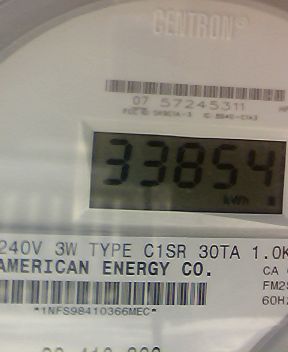 CENTRON®
07 57245311
33854
kWh
240V 3W TYPE C1SR 30TA 1.0K
AMERICAN ENERGY CO.
CA
FM2S
60HZ
*1NFS98410366MEC*